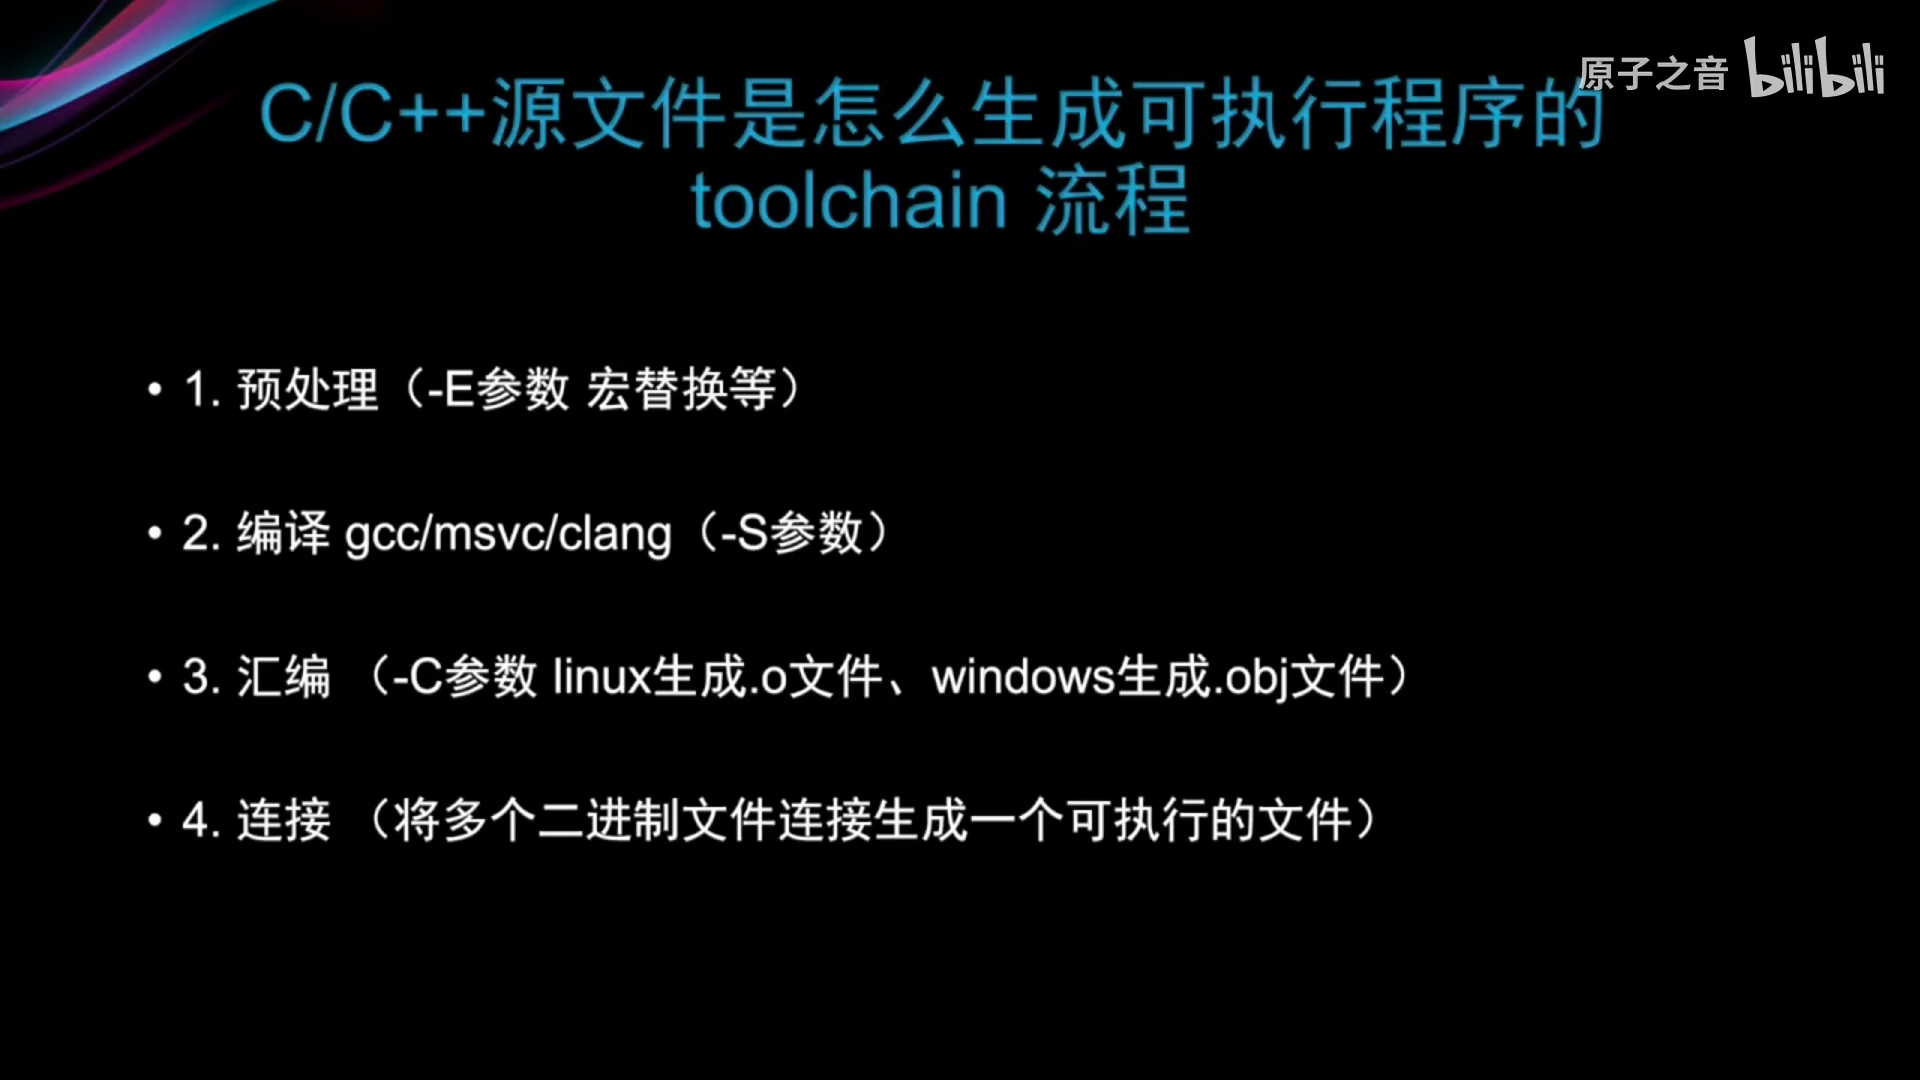 原子之音 bilibili
C/C++源文件是怎么生成可执行程序的
toolchain 流程
• 1. 预处理（-E参数 宏替换等）
• 2. 编译 gcc/msvc/clang（-S参数）
• 3. 汇编 （-C参数 linux生成.o文件、windows生成.obj文件）
• 4. 连接 （将多个二进制文件连接生成一个可执行的文件）